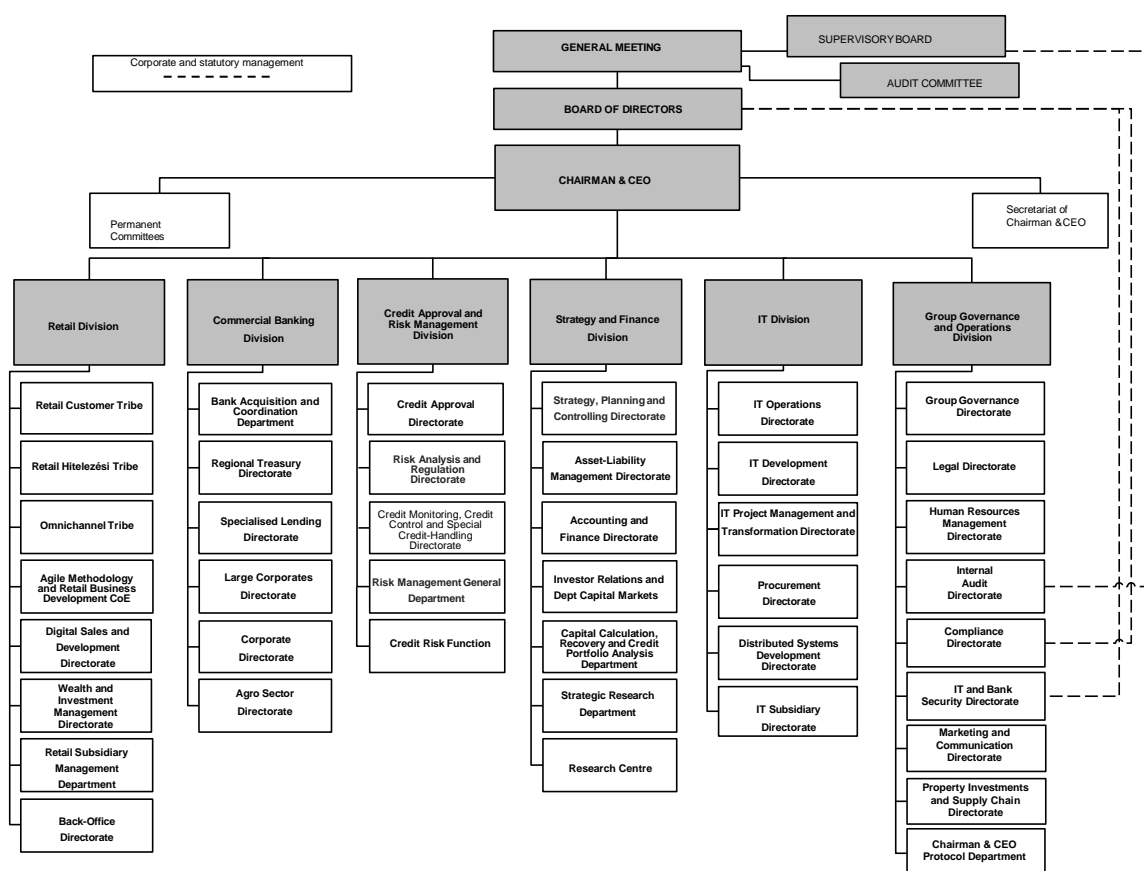 GENERAL MEETING
SUPERVISORY BOARD
Corporate and statutory management
AUDIT COMMITTEE
BOARD OF DIRECTORS
CHAIRMAN & CEO
Permanent
Committees
Secretariat of
Chairman & CEO
Retail Division
Commercial Banking
Division
Credit Approval and
Risk Management
Division
Strategy and Finance
Division
IT Division
Group Governance
and Operations
Division
Retail Customer Tribe
Retail Hitelezési Tribe
Omnichannel Tribe
Agile Methodology
and Retail Business
Development CoE
Digital Sales and
Development
Directorate
Wealth and
Investment
Management
Directorate
Retail Subsidiary
Management
Department
Back-Office
Directorate
Bank Acquisition and
Coordination
Department
Regional Treasury
Directorate
Specialised Lending
Directorate
Large Corporates
Directorate
Corporate
Directorate
Agro Sector
Directorate
Credit Approval
Directorate
Risk Analysis and
Regulation
Directorate
Credit Monitoring, Credit
Control and Special
Credit-Handling
Directorate
Risk Management General
Department
Credit Risk Function
Strategy, Planning and
Controlling Directorate
Asset-Liability
Management Directorate
Accounting and
Finance Directorate
Investor Relations and
Dept Capital Markets
Capital Calculation,
Recovery and Credit
Portfolio Analysis
Department
Strategic Research
Department
Research Centre
IT Operations
Directorate
IT Development
Directorate
IT Project Management and
Transformation Directorate
Procurement
Directorate
Distributed Systems
Development
Directorate
IT Subsidiary
Directorate
Group Governance
Directorate
Legal Directorate
Human Resources
Management
Directorate
Internal
Audit
Directorate
Compliance
Directorate
IT and Bank
Security Directorate
Marketing and
Communication
Directorate
Property Investments
and Supply Chain
Directorate
Chairman & CEO
Protocol Department